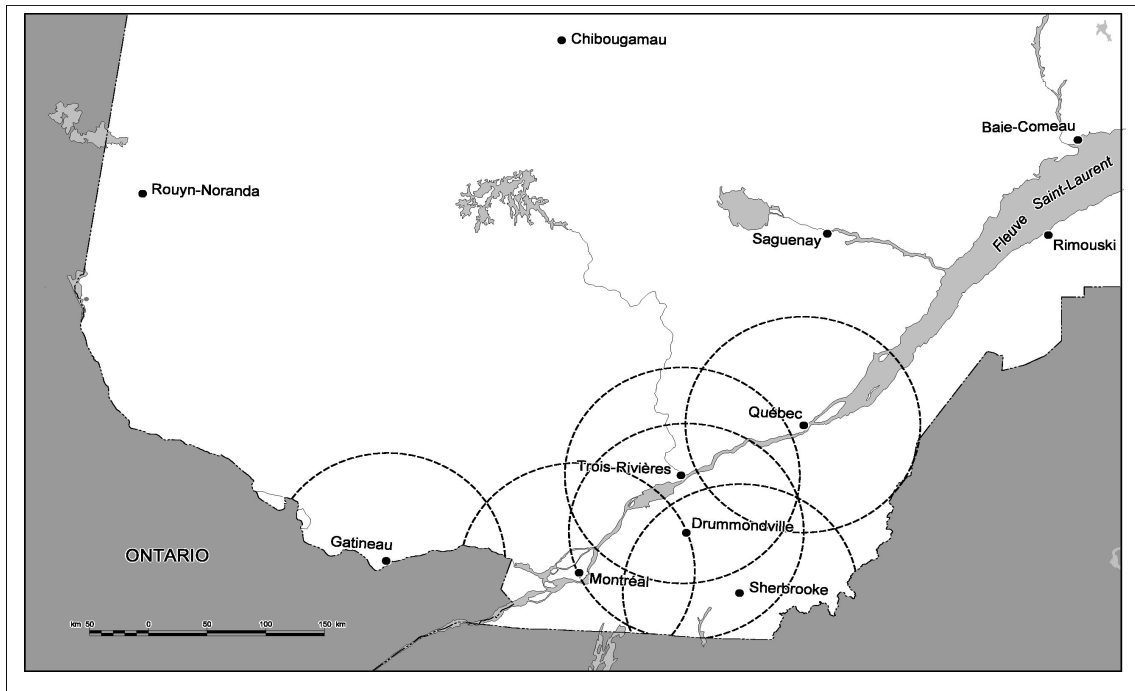 Chibougamau
Baie-Comeau
Rouyn-Noranda
Fleuve Saint-Laurent
Saguenay
Rimouski
Québec
Trois-Rivières
Drummondville
Gatineau
ONTARIO
Montréal
Sherbrooke
km 50 0 50 100 150 km